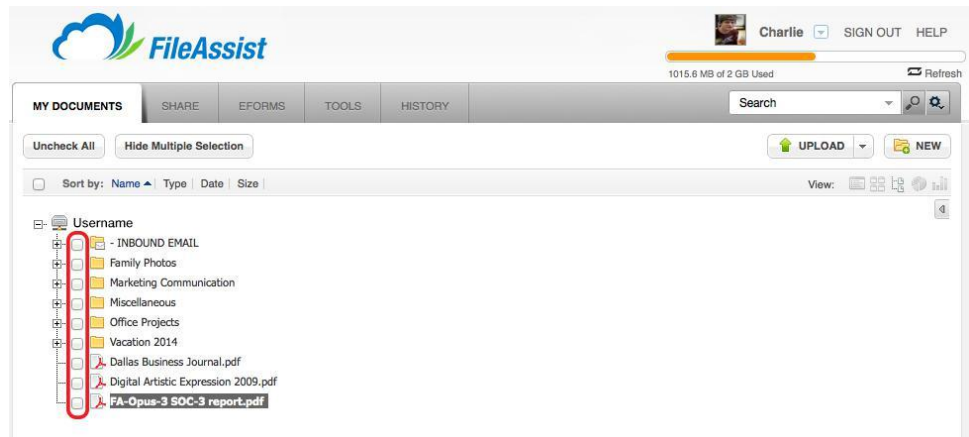 FileAssist
Charlie SIGN OUT HELP
1015.6 MB of 2 GB Used Refresh
MY DOCUMENTS SHARE EFORMS TOOLS HISTORY Search
Uncheck All Hide Multiple Selection UPLOAD NEW
Sort by: Name Type Date Size View:
Username
- INBOUND EMAIL
Family Photos
Marketing Communication
Miscellaneous
Office Projects
Vacation 2014
Dallas Business Journal.pdf
Digital Artistic Expression 2009.pdf
FA-Opus-3 SOC-3 report.pdf